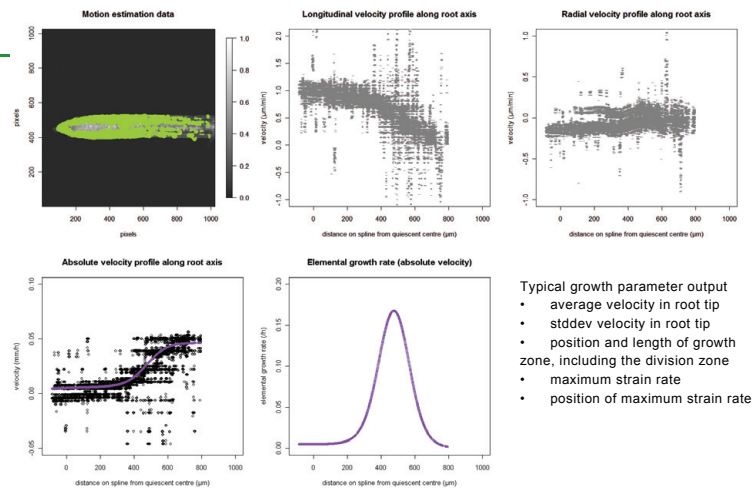 Motion estimation data
pixels
200 400 600 800 1000
0 200 400 600 800 1000
pixels
0.0 0.2 0.4 0.6 0.8 1.0
Longitudinal velocity profile along root axis
velocity (µm/min)
-1.0 -0.5 0.0 0.5 1.0 1.5 2.0
0 200 400 600 800 1000
distance on spline from quiescent centre (µm)
Radial velocity profile along root axis
velocity (µm/min)
-1.0 -0.5 0.0 0.5 1.0
0 200 400 600 800 1000
distance on spline from quiescent centre (µm)
Absolute velocity profile along root axis
velocity (mm/h)
-0.05 0.00 0.05 0.10
0 200 400 600 800 1000
distance on spline from quiescent centre (µm)
Elemental growth rate (absolute velocity)
elemental growth rate (/h)
0.00 0.05 0.10 0.15 0.20
0 200 400 600 800 1000
distance on spline from quiescent centre (µm)
Typical growth parameter output
• average velocity in root tip
• stddev velocity in root tip
• position and length of growth
zone, including the division zone
• maximum strain rate
• position of maximum strain rate